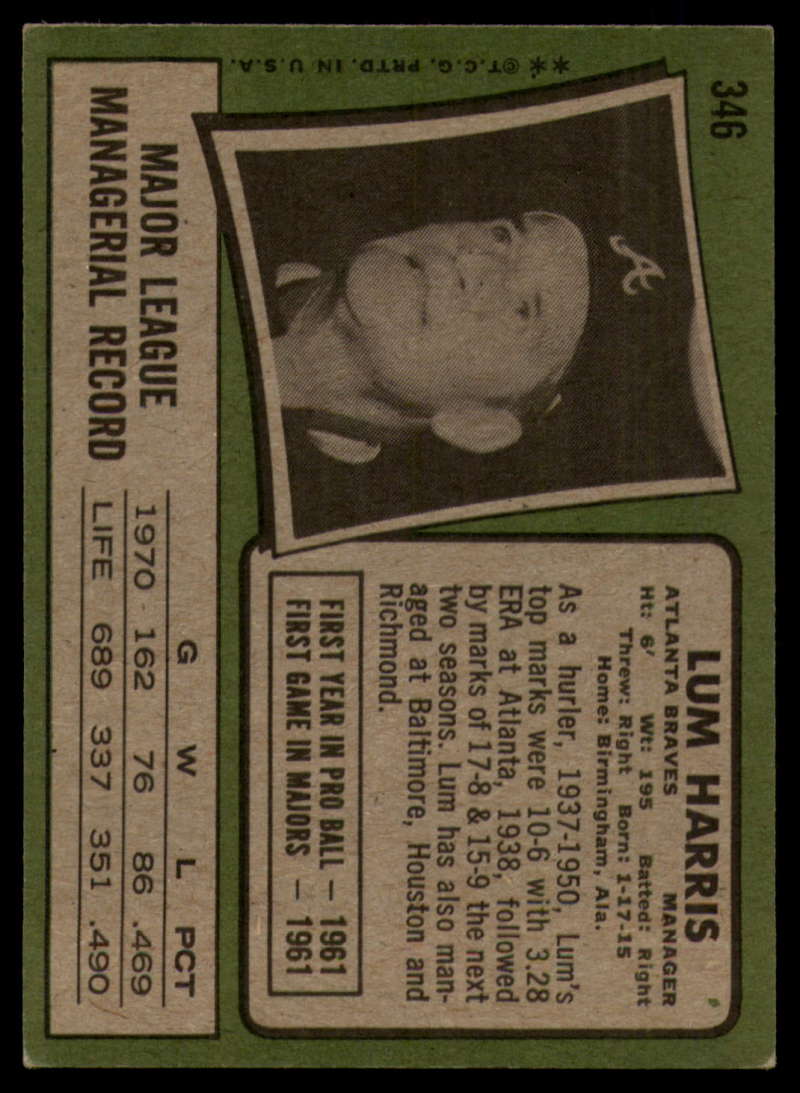 346
LUM HARRIS
ATLANTA BRAVES MANAGER
Ht: 6' Wt: 195 Batted: Right
Threw: Right Born: 1-17-15
Home: Birmingham, Ala.
As a hurler, 1937-1950, Lum's
top marks were 10-6 with 3.28
ERA at Atlanta, 1938, followed
by marks of 17-8 & 15-9 the next
two seasons. Lum has also man-
aged at Baltimore, Houston and
Richmond.
FIRST YEAR IN PRO BALL — 1961
FIRST GAME IN MAJORS — 1961
A
MAJOR LEAGUE
MANAGERIAL RECORD
G W L PCT
1970 162 76 86 .469
LIFE 689 337 351 .490
**©T.C.G. PRTD. IN U.S.A.